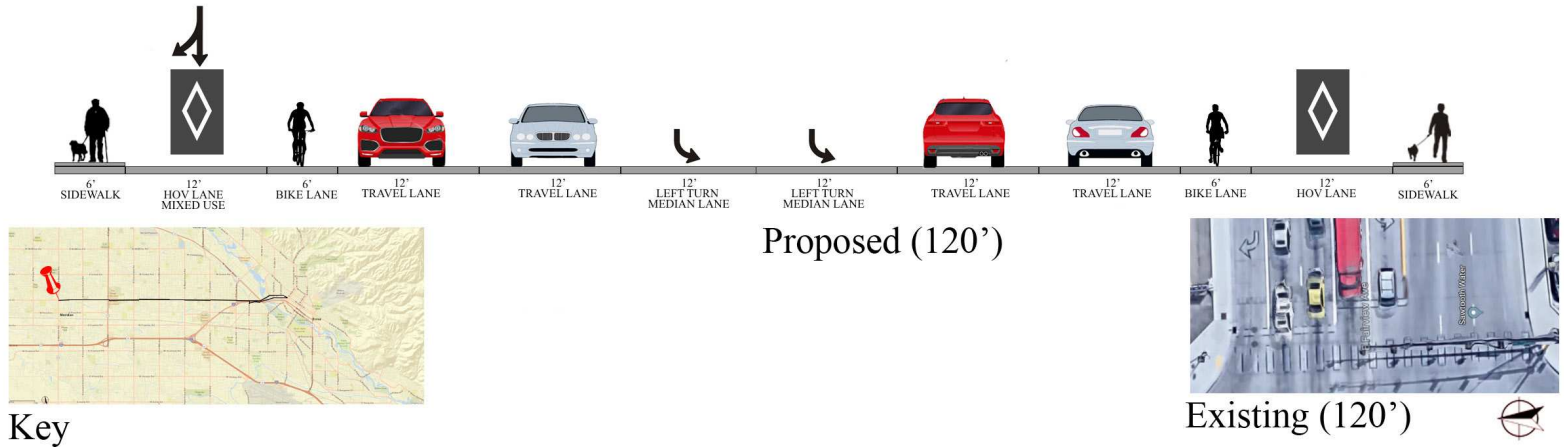 6'
SIDEWALK
12'
HOV LANE
MIXED USE
6'
BIKE LANE
12'
TRAVEL LANE
12'
TRAVEL LANE
12'
LEFT TURN
MEDIAN LANE
12'
LEFT TURN
MEDIAN LANE
12'
TRAVEL LANE
12'
TRAVEL LANE
6'
BIKE LANE
12'
HOV LANE
6'
SIDEWALK
Proposed (120’)
Sawtooth Water
Key
Existing (120’)